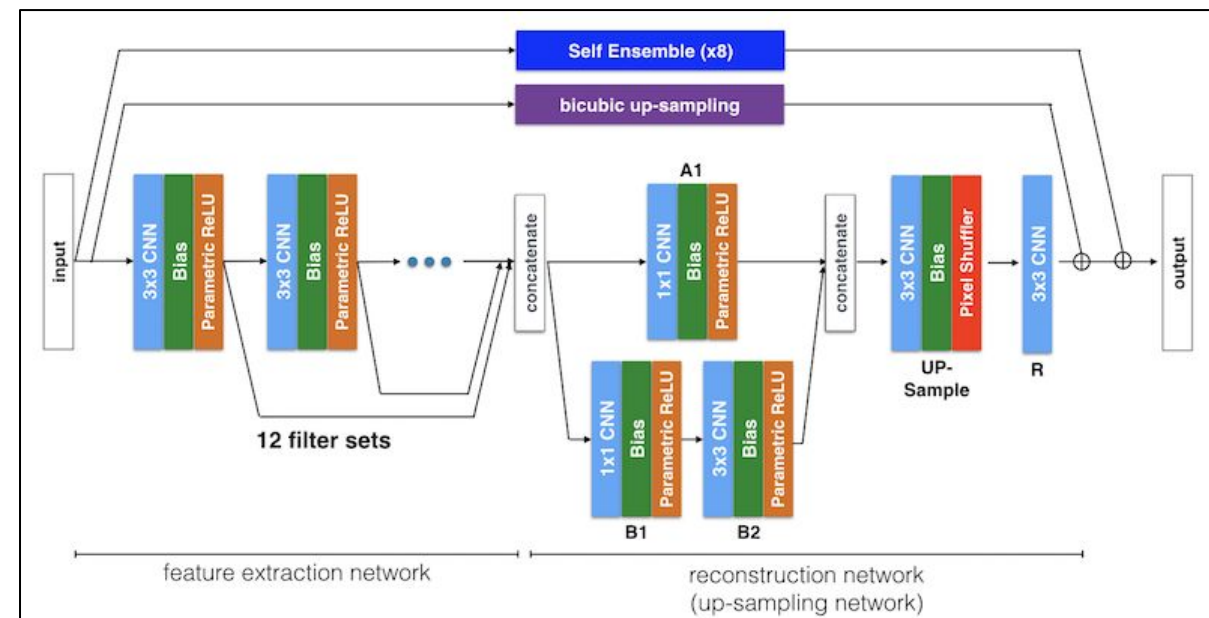 Self Ensemble (x8)
bicubic up-sampling
input
3x3 CNN
Bias
Parametric ReLU
3x3 CNN
Bias
Parametric ReLU
12 filter sets
concatenate
A1
1x1 CNN
Bias
Parametric ReLU
1x1 CNN
Bias
Parametric ReLU
B1
3x3 CNN
Bias
Parametric ReLU
B2
concatenate
3x3 CNN
Bias
Pixel Shuffler
UP-
Sample
3x3 CNN
R
output
feature extraction network
reconstruction network
(up-sampling network)